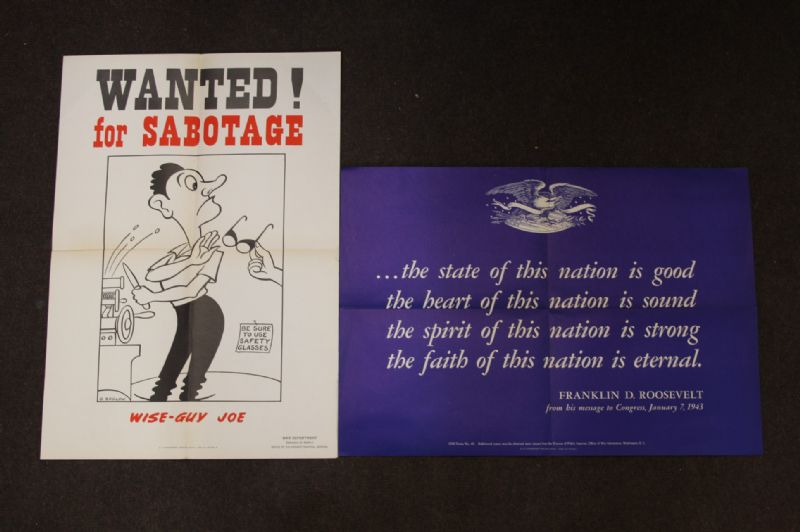 WANTED!
for SABOTAGE
BE SURE
TO USE
SAFETY
GLASSES
WISE-GUY JOE
WAR DEPARTMENT
...the state of this nation is good
the heart of this nation is sound
the spirit of this nation is strong
the faith of this nation is eternal.
FRANKLIN D. ROOSEVELT
from his message to Congress, January 7, 1943